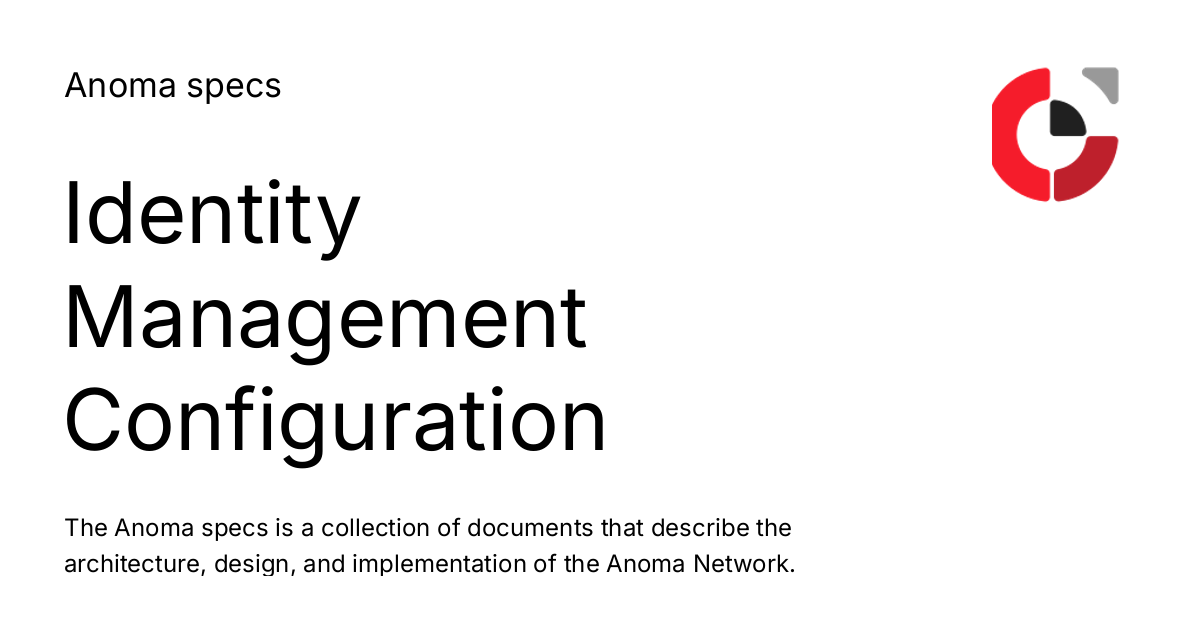 Anoma specs
Identity
Management
Configuration
The Anoma specs is a collection of documents that describe the
architecture, design, and implementation of the Anoma Network.